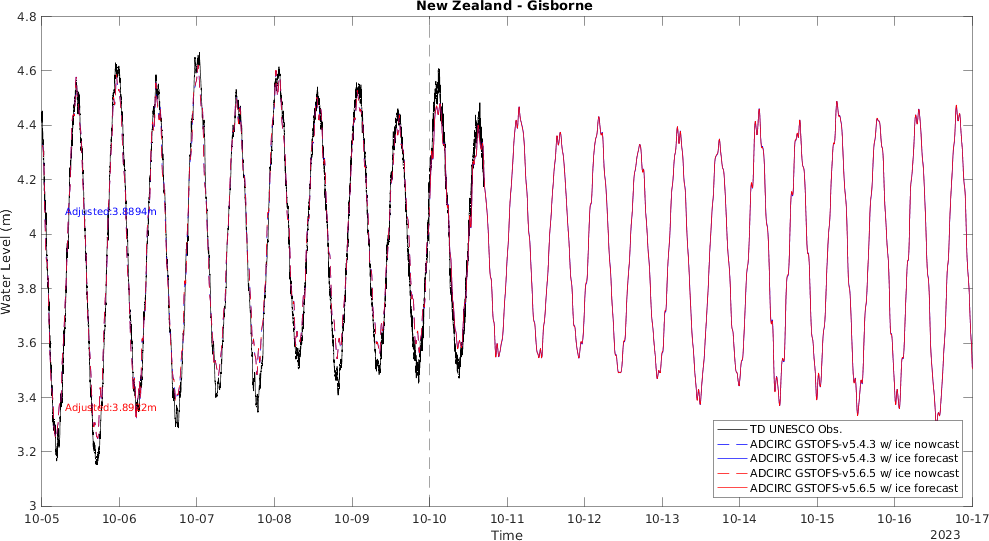 New Zealand - Gisborne
4.8
4.6
4.4
4.2
4
3.8
3.6
3.4
3.2
3
Water Level (m)
Adjusted:3.8894m
Adjusted:3.8912m
TD UNESCO Obs.
ADCIRC GSTOFS-v5.4.3 w/ ice nowcast
ADCIRC GSTOFS-v5.4.3 w/ ice forecast
ADCIRC GSTOFS-v5.6.5 w/ ice nowcast
ADCIRC GSTOFS-v5.6.5 w/ ice forecast
10-05 10-06 10-07 10-08 10-09 10-10 10-11 10-12 10-13 10-14 10-15 10-16 10-17
Time
2023